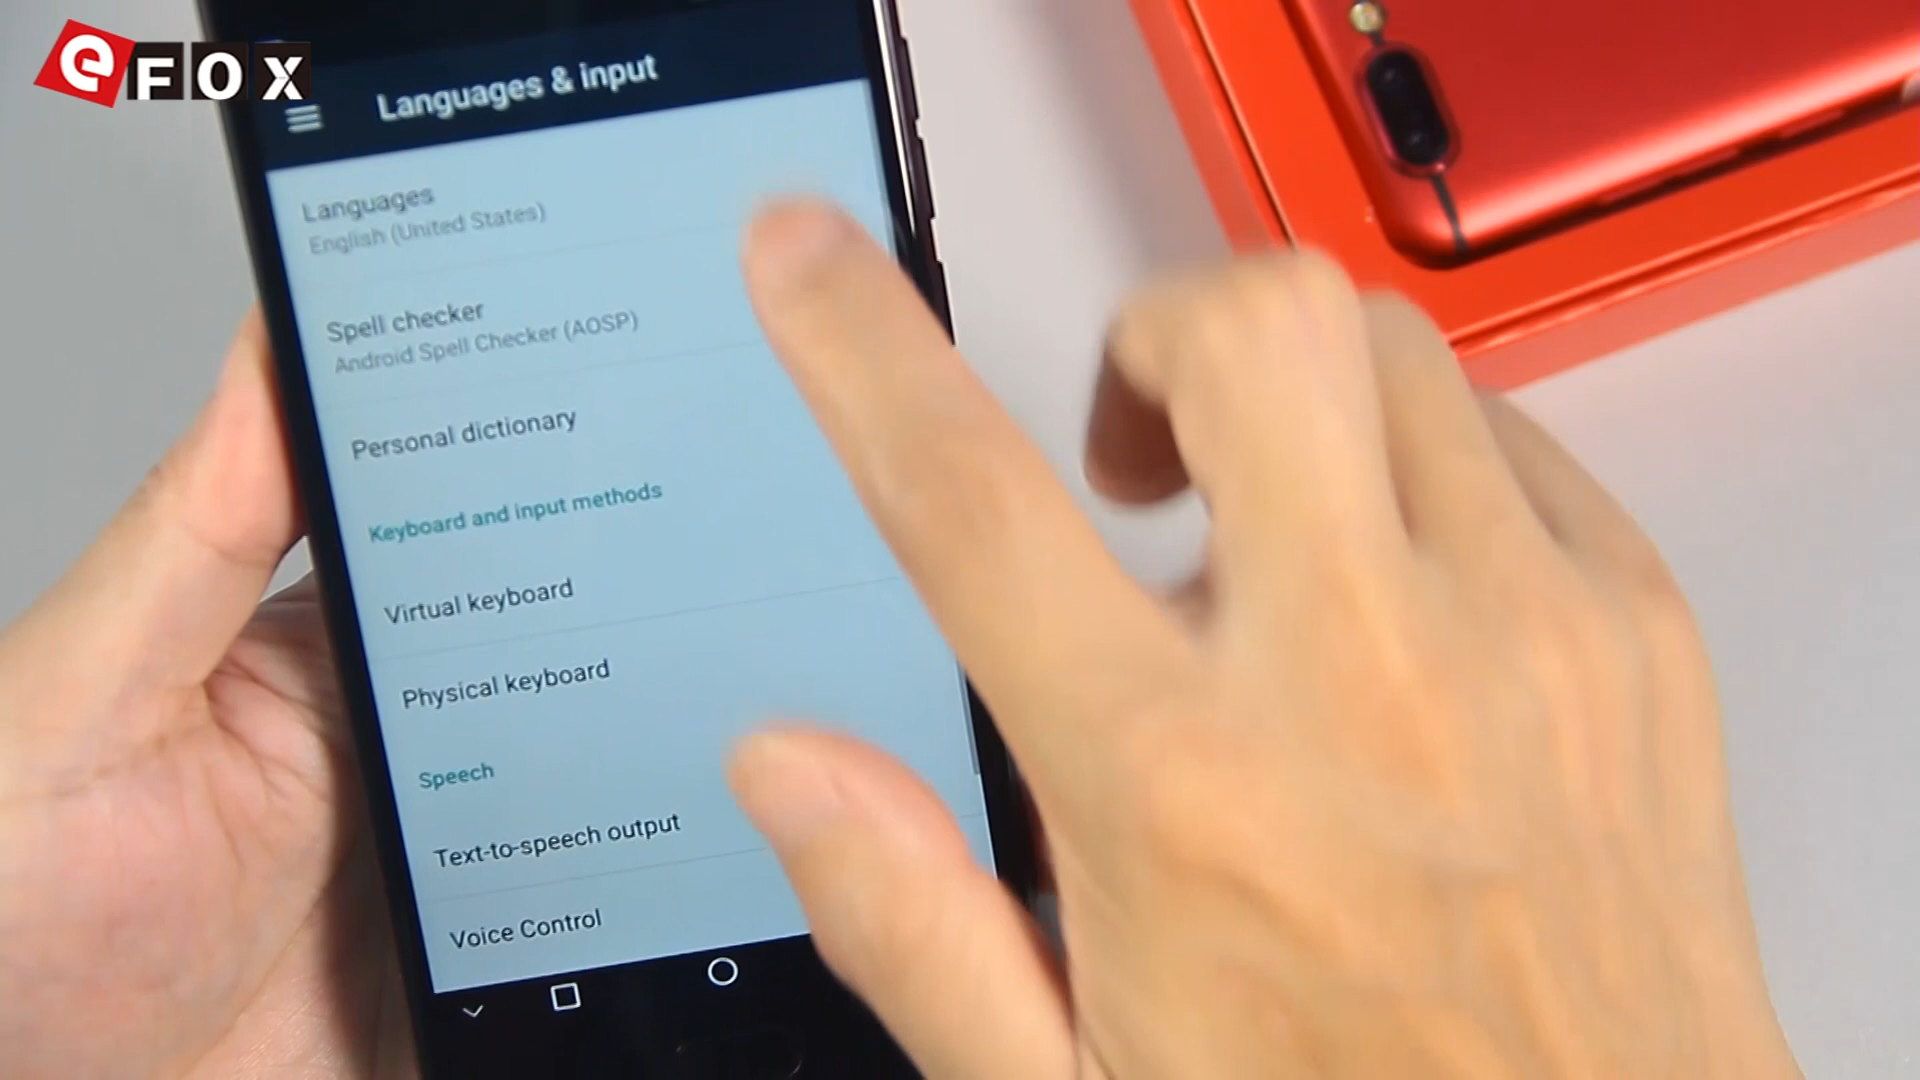 eFOX
Languages & input
Languages
English (United States)
Spell checker
Android Spell Checker (AOSP)
Personal dictionary
Keyboard and input methods
Virtual keyboard
Physical keyboard
Speech
Text-to-speech output
Voice Control